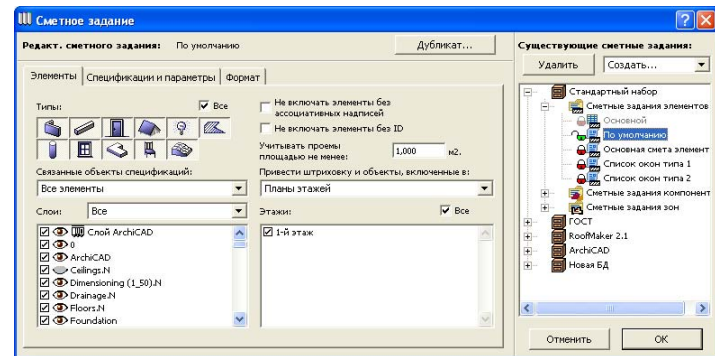 Сметное задание
Редакт. сметного задания: По умолчанию
Дубликат...
Элементы
Спецификации и параметры
Формат
Типы:
Все
Не включать элементы без
ассоциативных надписей
Не включать элементы без ID
Учитывать проемы
площадью не менее:
1,000
м2.
Связанные объекты спецификаций:
Все элементы
Привести штриховку и объекты, включенные в:
Планы этажей
Слои:
Все
Этажи:
Все
Слой ArchiCAD
0
ArchiCAD
Ceilings.N
Dimensioning (1_50).N
Drainage.N
Floors.N
Foundation
1-й этаж
Существующие сметные задания:
Удалить
Создать...
Стандартный набор
Сметные задания элементов
Основной
По умолчанию
Основная смета элемент
Список окон типа 1
Список окон типа 2
Сметные задания компонент
Сметные задания зон
ГОСТ
RoofMaker 2.1
ArchiCAD
Новая БД
Отменить
OK